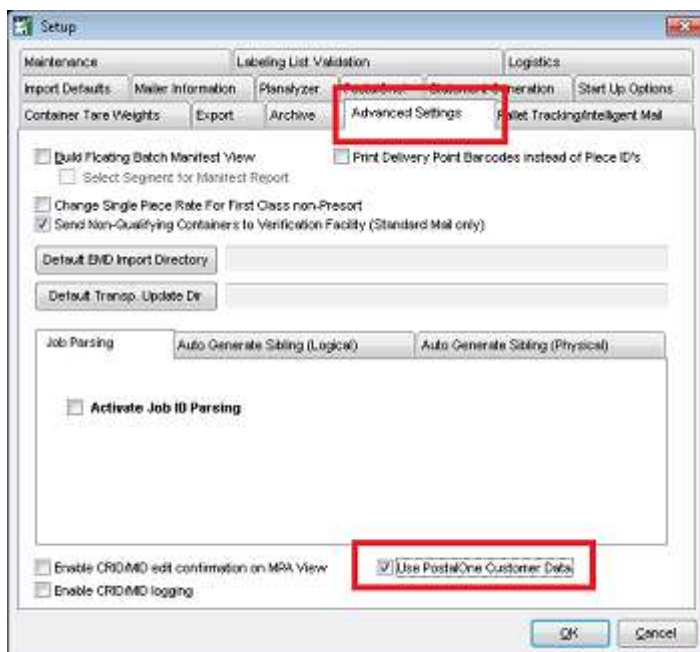 Setup
Maintenance Labeling List Validation Logistics
Import Defaults Mailer Information Planalyzer Generation Start Up Options
Container Tare Weights Export Archive Advanced Settings Pallet Tracking/Intelligent Mail
Build Floating Batch Manifest View Print Delivery Point Barcodes instead of Piece ID's
Select Segment for Manifest Report
Change Single Piece Rate For First Class non-Presort
Send Non-Qualifying Containers to Verification Facility (Standard Mail only)
Default EMD Import Directory
Default Transp. Update Dir
Job Parsing Auto Generate Sibling (Logical) Auto Generate Sibling (Physical)
Activate Job ID Parsing
Enable CRID/MID edit confirmation on MPA View Use PostalOne Customer Data
Enable CRID/MID logging
OK Cancel